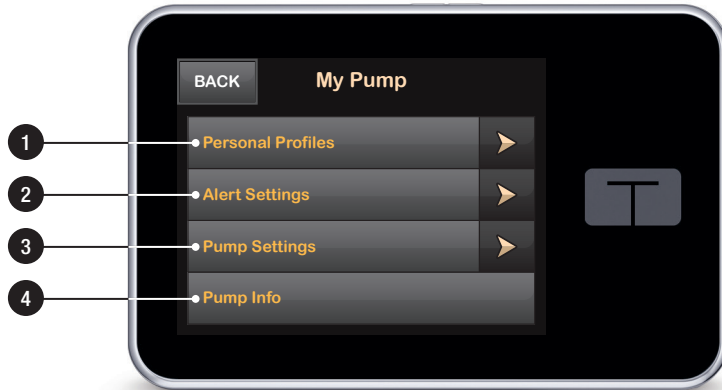 BACK
My Pump
1
Personal Profiles
2
Alert Settings
3
Pump Settings
4
Pump Info